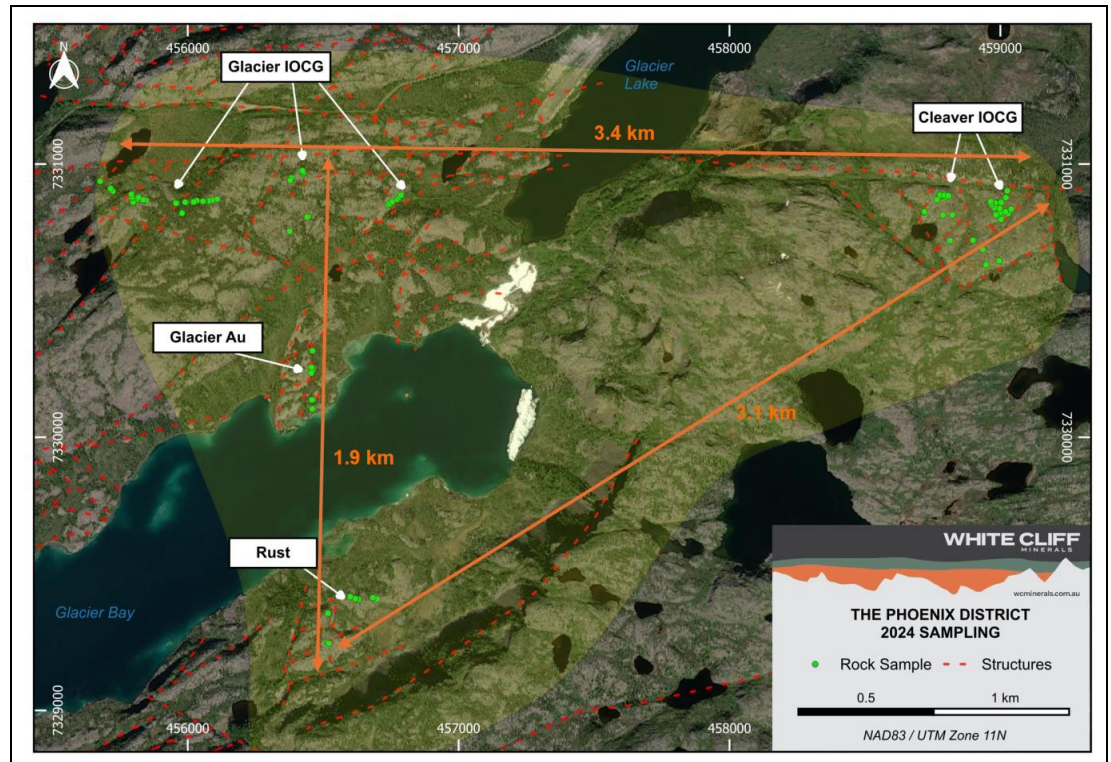 456000
457000
458000
459000
N
Glacier IOCG
Glacier
Lake
Cleaver IOCG
3.4 km
7331000
7331000
Glacier Au
3.1 km
7330000
7330000
1.9 km
Rust
WHITE CLIFF
MINERALS
wcminerals.com.au
Glacier Bay
THE PHOENIX DISTRICT
2024 SAMPLING
Rock Sample
Structures
0.5
1 km
NAD83 / UTM Zone 11N
7329000
456000
457000
458000